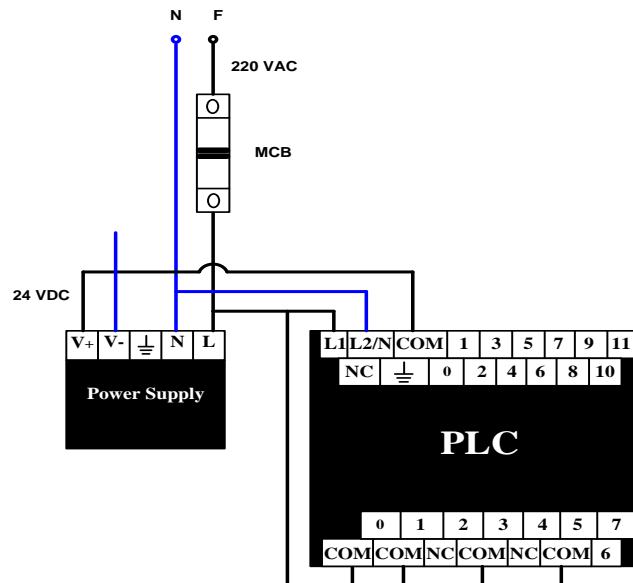 N F
220 VAC
MCB
24 VDC
V+ V- N L
Power Supply
L1 L2/N COM 1 3 5 7 9 11
NC 0 2 4 6 8 10
PLC
0 1 2 3 4 5 7
COM COM NC COM NC COM 6